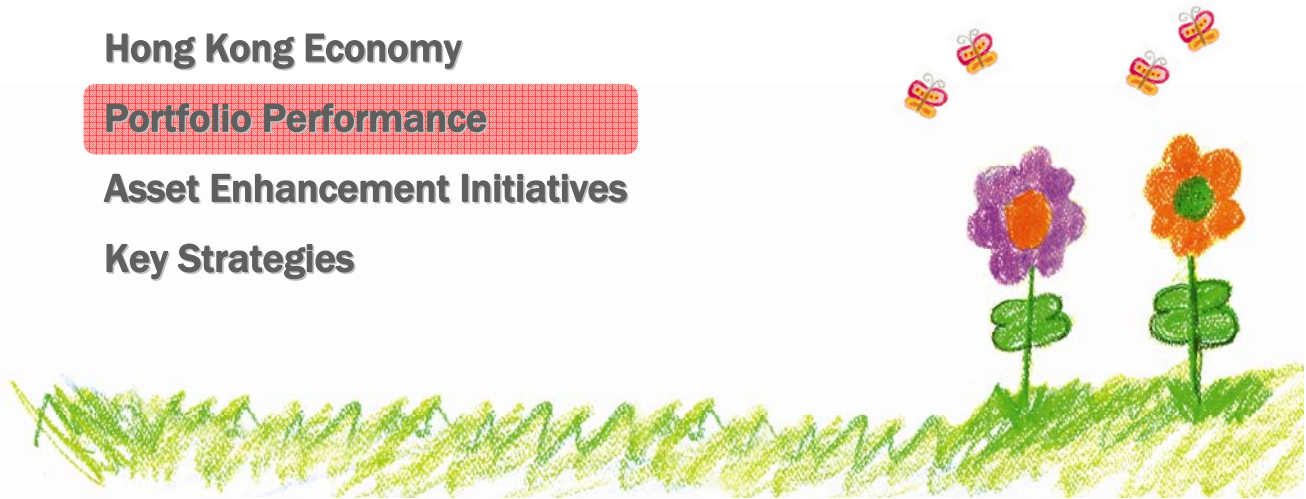 Hong Kong Economy
Portfolio Performance
Asset Enhancement Initiatives
Key Strategies